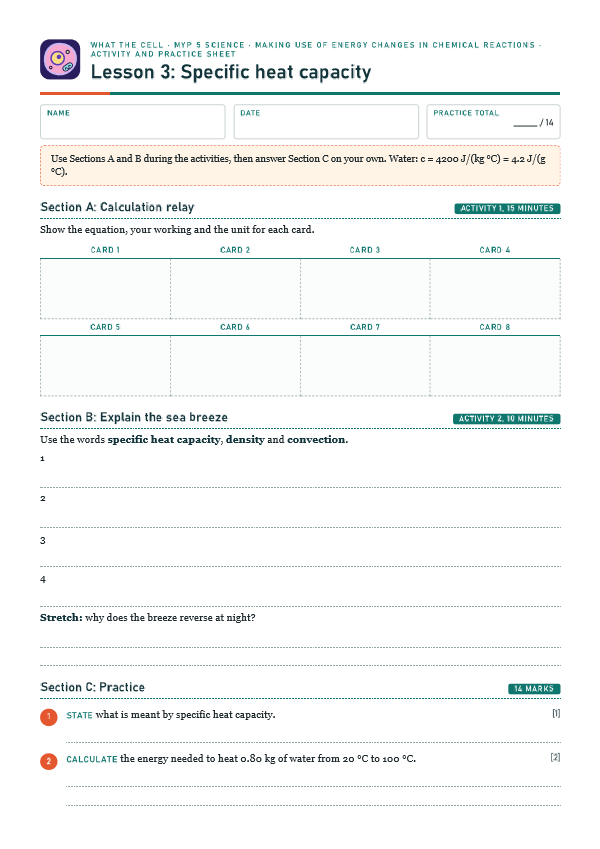 WHAT THE CELL · MYP 5 SCIENCE · MAKING USE OF ENERGY CHANGES IN CHEMICAL REACTIONS ·
ACTIVITY AND PRACTICE SHEET
Lesson 3: Specific heat capacity
NAME
DATE
PRACTICE TOTAL
_____ / 14
Use Sections A and B during the activities, then answer Section C on your own. Water: c = 4200 J/(kg °C) = 4.2 J/(g
°C).
Section A: Calculation relay
ACTIVITY 1, 15 MINUTES
Show the equation, your working and the unit for each card.
CARD 1 CARD 2 CARD 3 CARD 4
CARD 5 CARD 6 CARD 7 CARD 8
Section B: Explain the sea breeze
ACTIVITY 2, 10 MINUTES
Use the words specific heat capacity, density and convection.
1
2
3
4
Stretch: why does the breeze reverse at night?
Section C: Practice
14 MARKS
1 STATE what is meant by specific heat capacity. [1]
2 CALCULATE the energy needed to heat 0.80 kg of water from 20 °C to 100 °C. [2]